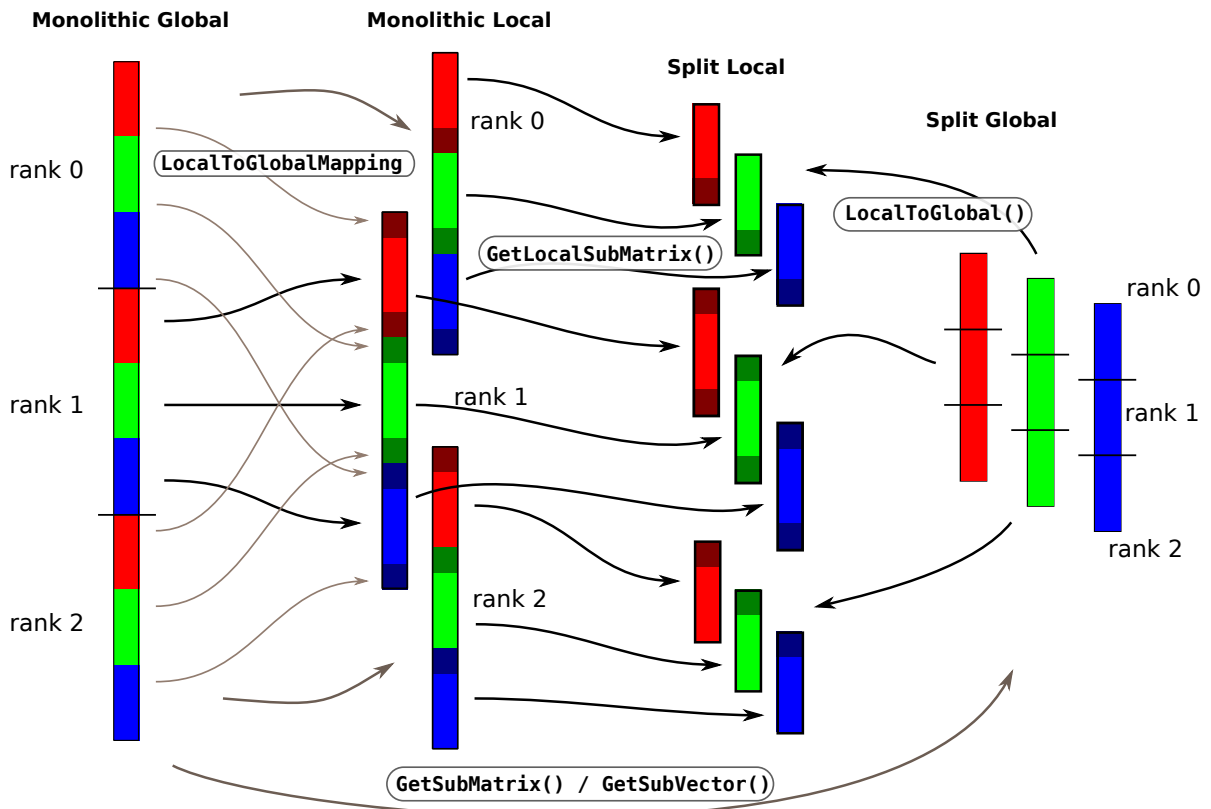 Monolithic Global
Monolithic Local
Split Local
Split Global
rank 0
LocalToGlobalMapping
rank 0
LocalToGlobal()
GetLocalSubMatrix()
rank 0
rank 1
rank 1
rank 1
rank 2
rank 2
rank 2
GetSubMatrix() / GetSubVector()